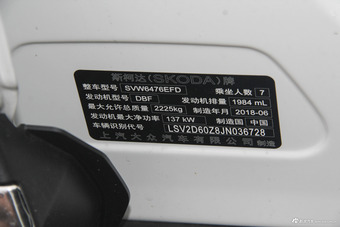 斯柯达(SKODA)牌
整车型号 SVW6476EFD 乘坐人数 7
发动机型号 DBF 发动机排量 1984 mL
最大允许总质量 2225kg 制造年月 2018-06
发动机最大净功率 137 kW 制造国 中国
车辆识别代号 LSV2D60Z8JN036728
上汽大众汽车有限公司 制造